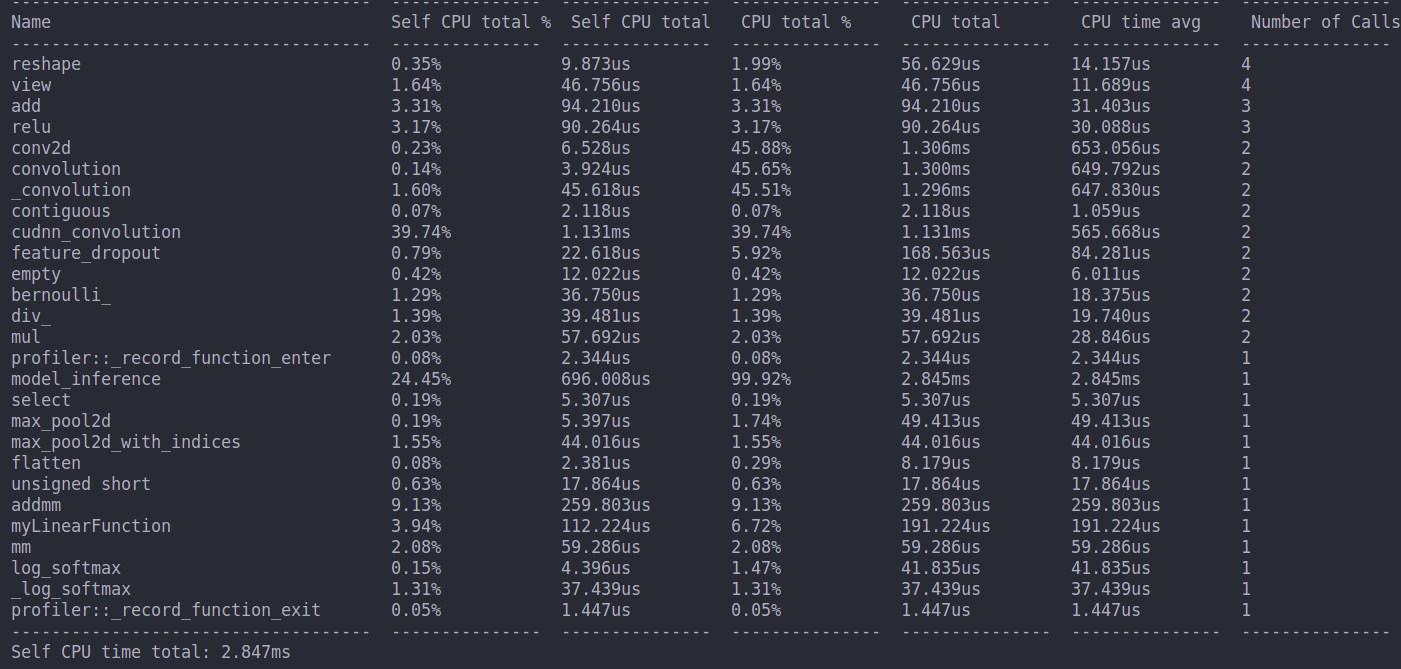 ------------------------------------  ---------------  ---------------  ---------------  ---------------  ---------------  ---------------
Name                                  Self CPU total %  Self CPU total   CPU total %      CPU total        CPU time avg     Number of Calls
------------------------------------  ---------------  ---------------  ---------------  ---------------  ---------------  ---------------
reshape                               0.35%            9.873us          1.99%            56.629us         14.157us         4
view                                  1.64%            46.756us         1.64%            46.756us         11.689us         4
add                                   3.31%            94.210us         3.31%            94.210us         31.403us         3
relu                                  3.17%            90.264us         3.17%            90.264us         30.088us         3
conv2d                                0.23%            6.528us          45.88%           1.306ms          653.056us        2
convolution                           0.14%            3.924us          45.65%           1.300ms          649.792us        2
_convolution                          1.60%            45.618us         45.51%           1.296ms          647.830us        2
contiguous                            0.07%            2.118us          0.07%            2.118us          1.059us          2
cudnn_convolution                     39.74%           1.131ms          39.74%           1.131ms          565.668us        2
feature_dropout                       0.79%            22.618us         5.92%            168.563us        84.281us         2
empty                                 0.42%            12.022us         0.42%            12.022us         6.011us          2
bernoulli_                            1.29%            36.750us         1.29%            36.750us         18.375us         2
div_                                  1.39%            39.481us         1.39%            39.481us         19.740us         2
mul                                   2.03%            57.692us         2.03%            57.692us         28.846us         2
profiler::_record_function_enter      0.08%            2.344us          0.08%            2.344us          2.344us          1
model_inference                       24.45%           696.008us        99.92%           2.845ms          2.845ms          1
select                                0.19%            5.307us          0.19%            5.307us          5.307us          1
max_pool2d                            0.19%            5.397us          1.74%            49.413us         49.413us         1
max_pool2d_with_indices               1.55%            44.016us         1.55%            44.016us         44.016us         1
flatten                               0.08%            2.381us          0.29%            8.179us          8.179us          1
unsigned short                        0.63%            17.864us         0.63%            17.864us         17.864us         1
addmm                                 9.13%            259.803us        9.13%            259.803us        259.803us        1
myLinearFunction                      3.94%            112.224us        6.72%            191.224us        191.224us        1
mm                                    2.08%            59.286us         2.08%            59.286us         59.286us         1
log_softmax                           0.15%            4.396us          1.47%            41.835us         41.835us         1
_log_softmax                          1.31%            37.439us         1.31%            37.439us         37.439us         1
profiler::_record_function_exit       0.05%            1.447us          0.05%            1.447us          1.447us          1
------------------------------------  ---------------  ---------------  ---------------  ---------------  ---------------  ---------------
Self CPU time total: 2.847ms